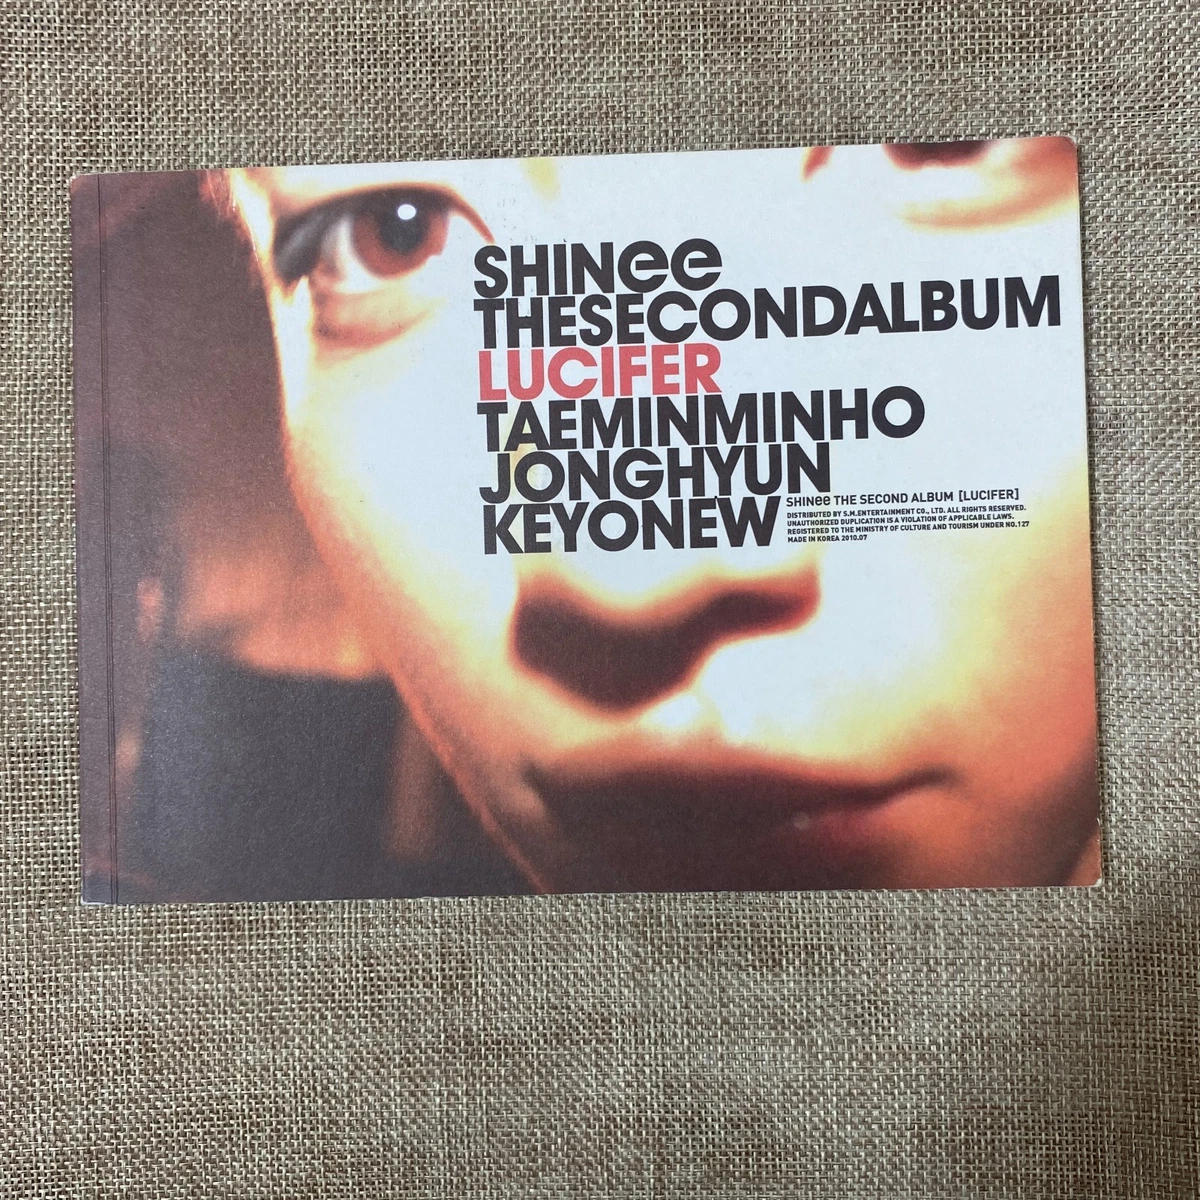 SHINee
THESECONDALBUM
LUCIFER
TAEMINMINHO
JONGHYUN
KEYONEW
SHINee THE SECOND ALBUM [LUCIFER]
DISTRIBUTED BY S.M.ENTERTAINMENT CO., LTD. ALL RIGHTS RESERVED.
UNAUTHORIZED DUPLICATION IS A VIOLATION OF APPLICABLE LAWS.
REGISTERED TO THE MINISTRY OF CULTURE AND TOURISM UNDER NO.127
MADE IN KOREA 2010.07